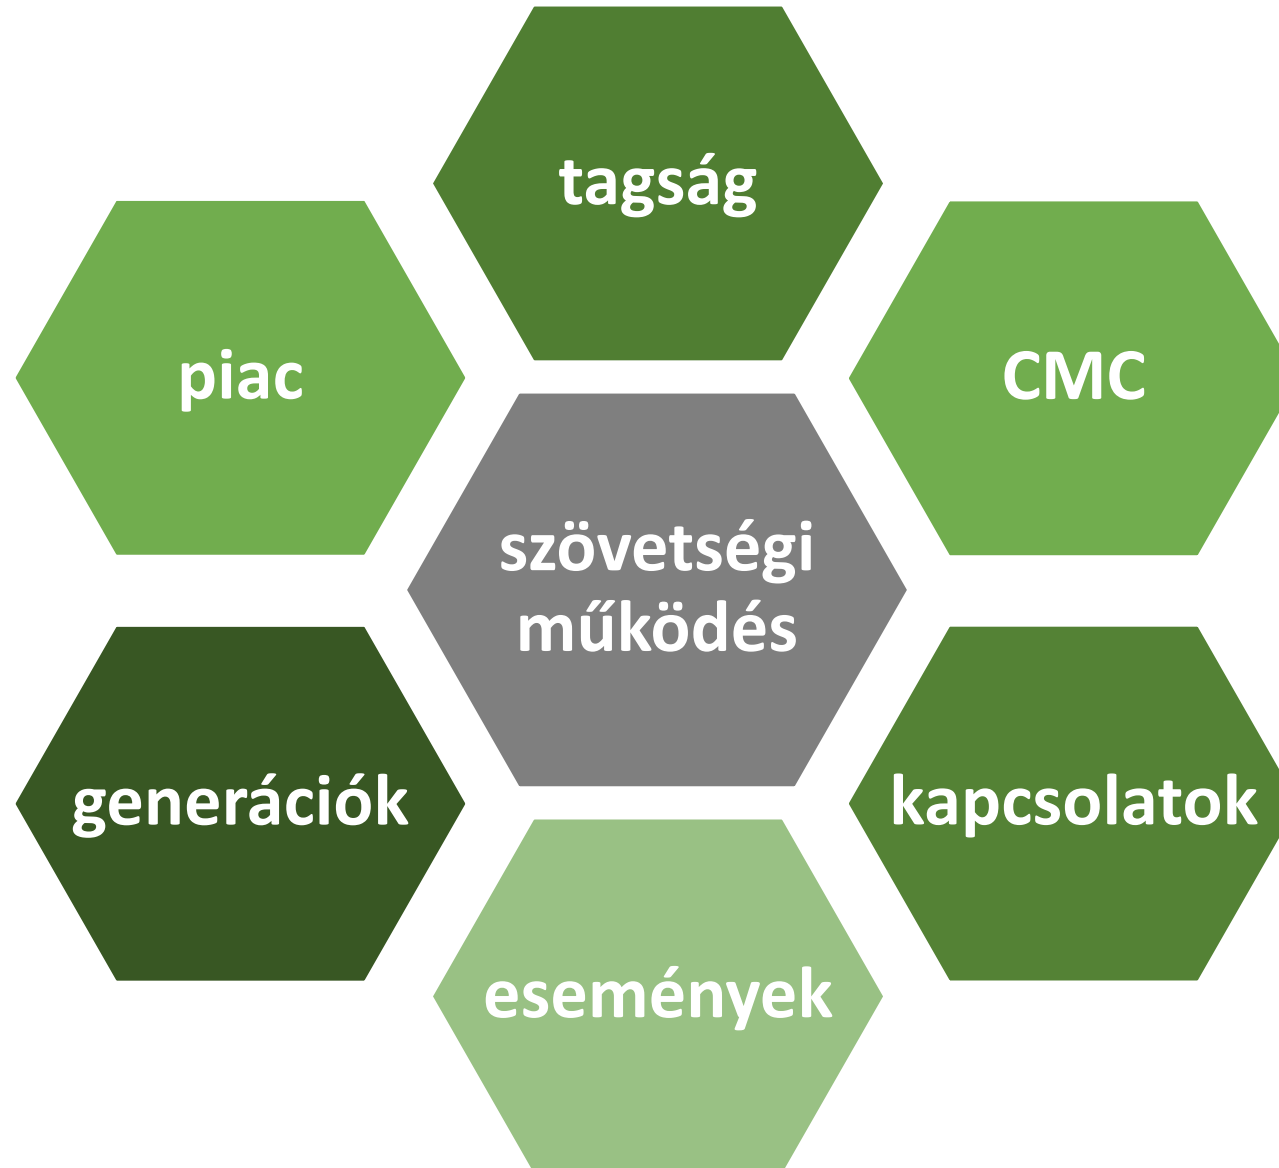 tagság
piac
CMC
szövetségi
működés
generációk
kapcsolatok
események